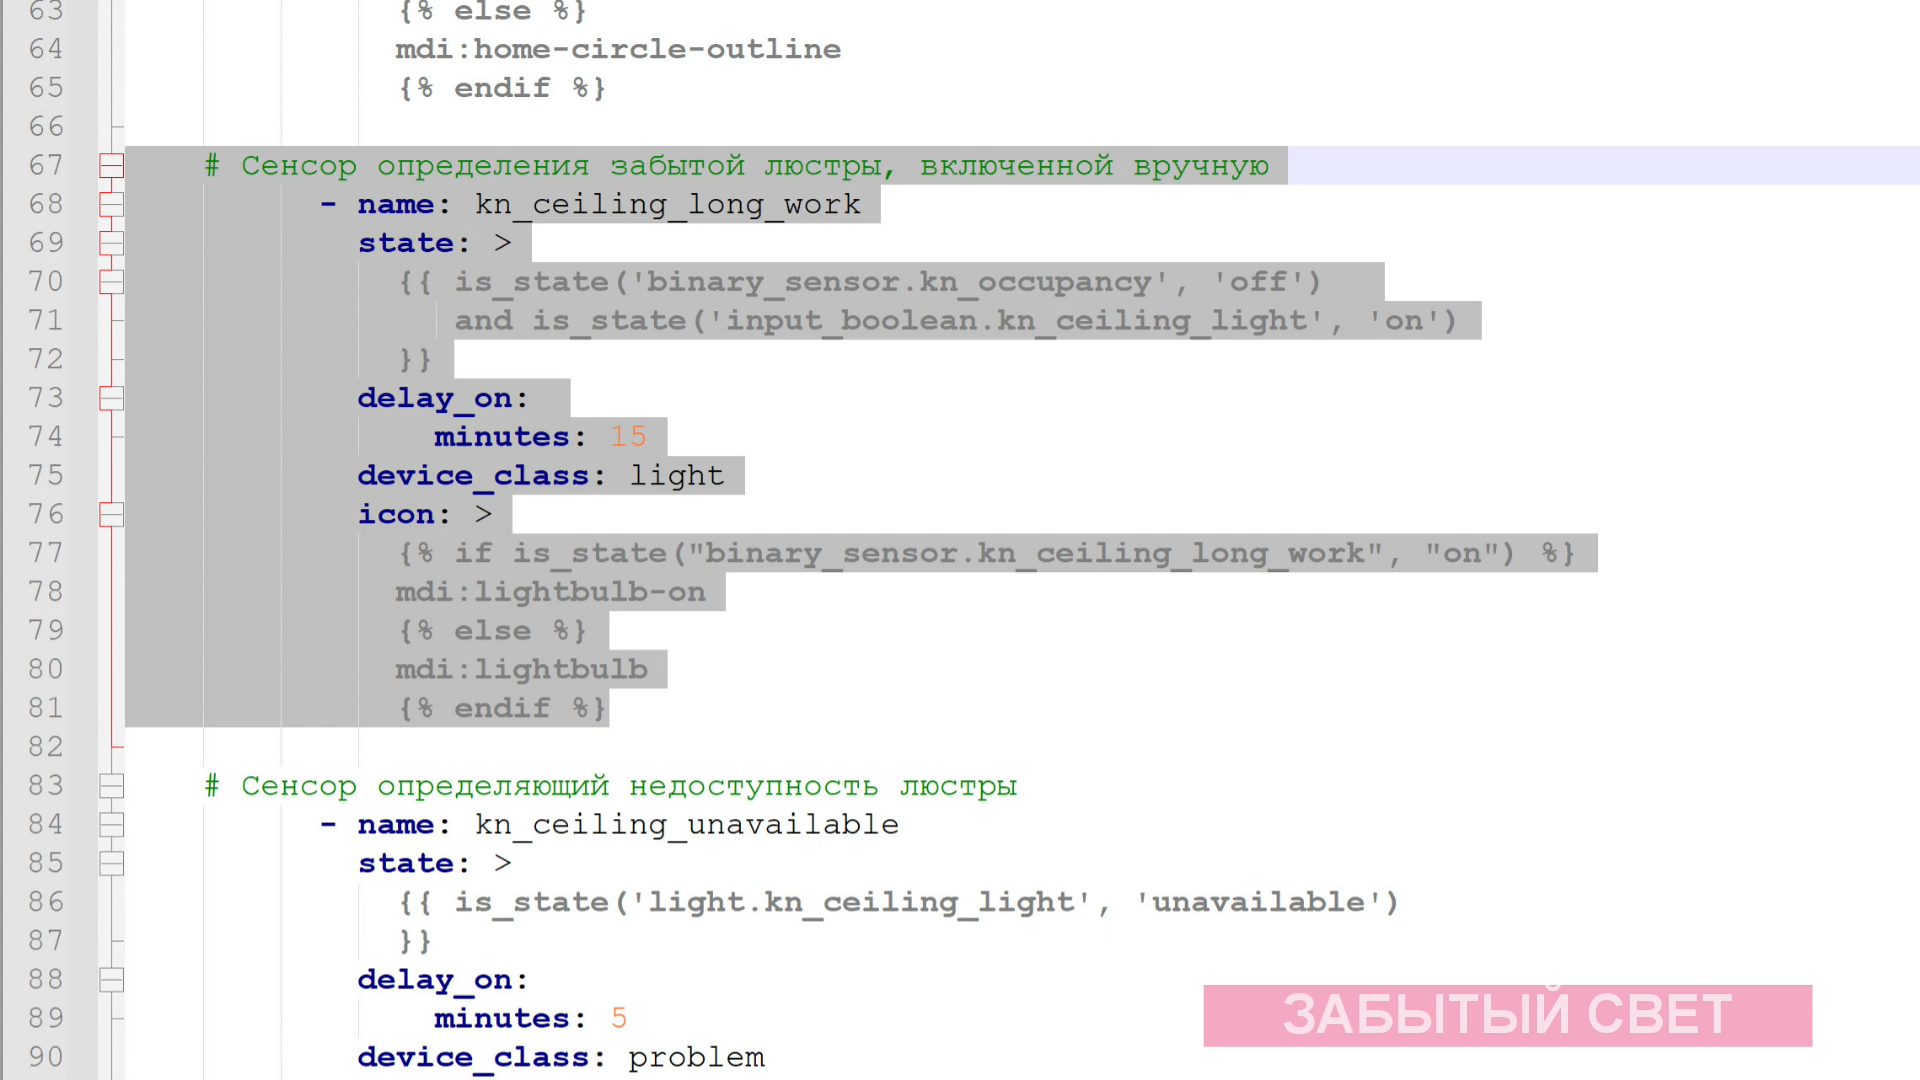 63 {% else %}
64 mdi:home-circle-outline
65 {% endif %}
66
67 # Сенсор определения забытой люстры, включенной вручную
68 - name: kn_ceiling_long_work
69 state: >
70 {{ is_state('binary_sensor.kn_occupancy', 'off')
71 and is_state('input_boolean.kn_ceiling_light', 'on')
72 }}
73 delay_on:
74 minutes: 15
75 device_class: light
76 icon: >
77 {% if is_state("binary_sensor.kn_ceiling_long_work", "on") %}
78 mdi:lightbulb-on
79 {% else %}
80 mdi:lightbulb
81 {% endif %}
82
83 # Сенсор определяющий недоступность люстры
84 - name: kn_ceiling_unavailable
85 state: >
86 {{ is_state('light.kn_ceiling_light', 'unavailable')
87 }}
88 delay_on:
89 minutes: 5
90 device_class: problem
ЗАБЫТЫЙ СВЕТ